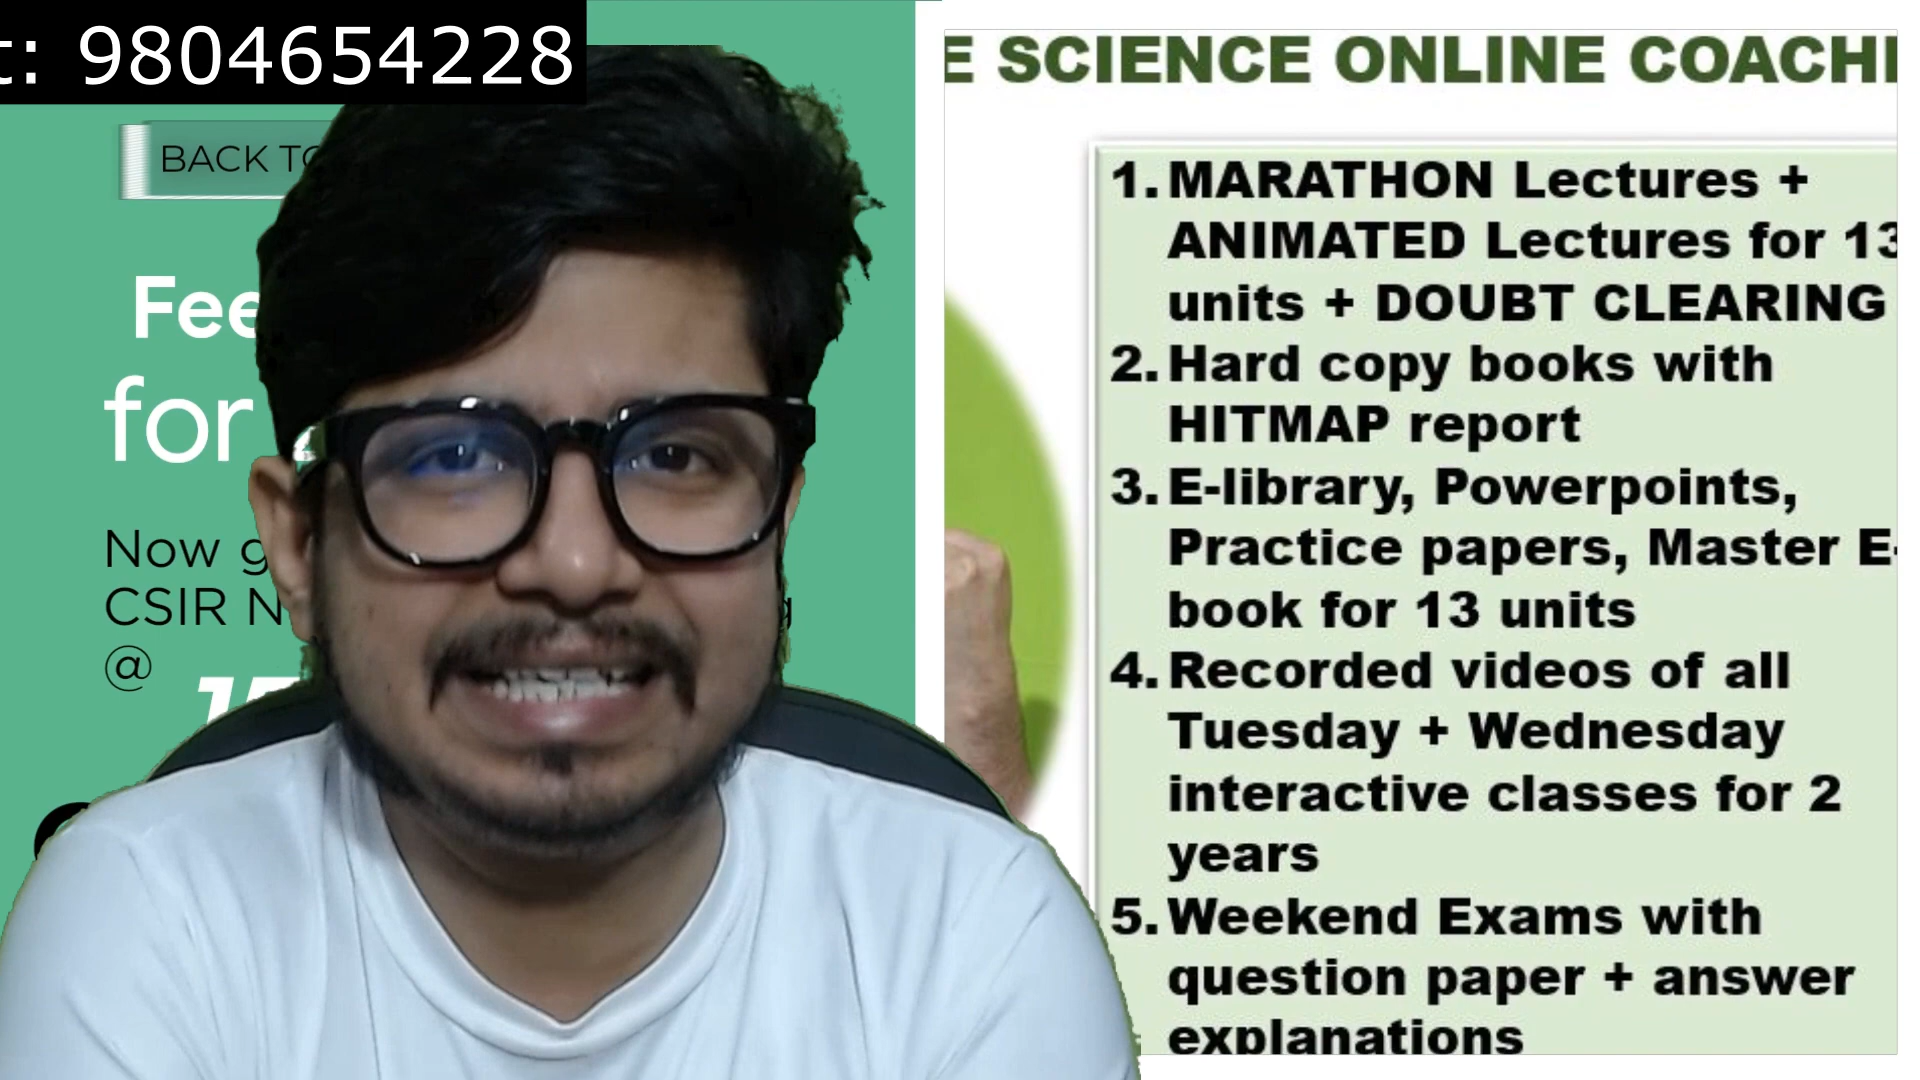 t: 9804654228
BACK TO
Fee
for
Now g
CSIR N
@
E SCIENCE ONLINE COACHI
1. MARATHON Lectures +
ANIMATED Lectures for 13
units + DOUBT CLEARING
2. Hard copy books with
HITMAP report
3. E-library, Powerpoints,
Practice papers, Master E-
book for 13 units
4. Recorded videos of all
Tuesday + Wednesday
interactive classes for 2
years
5. Weekend Exams with
question paper + answer
explanations